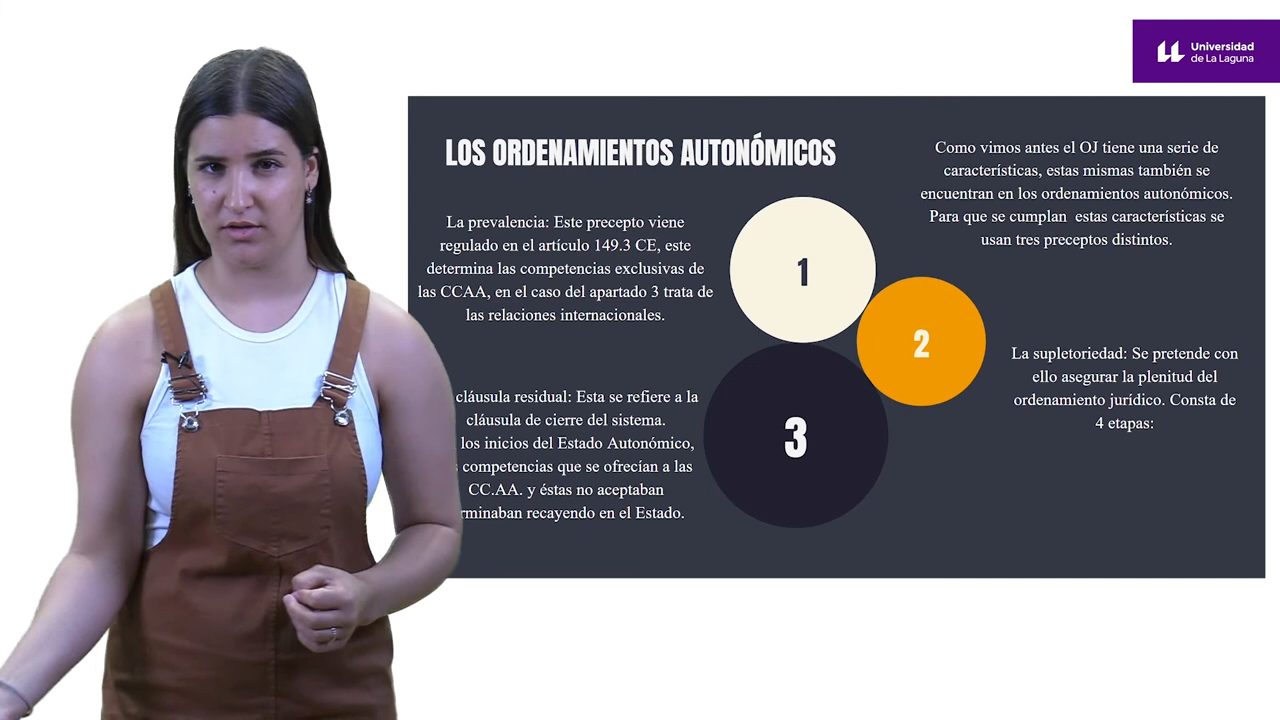 Universidad
de La Laguna
LOS ORDENAMIENTOS AUTONÓMICOS
Como vimos antes el OJ tiene una serie de
características, estas mismas también se
encuentran en los ordenamientos autonómicos.
Para que se cumplan estas características se
usan tres preceptos distintos.
La prevalencia: Este precepto viene
regulado en el artículo 149.3 CE, este
determina las competencias exclusivas de
las CCAA, en el caso del apartado 3 trata de
las relaciones internacionales.
1
2
La supletoriedad: Se pretende con
ello asegurar la plenitud del
ordenamiento jurídico. Consta de
4 etapas:
cláusula residual: Esta se refiere a la
cláusula de cierre del sistema.
los inicios del Estado Autonómico,
competencias que se ofrecían a las
CC.AA. y éstas no aceptaban
recayendo en el Estado.
3